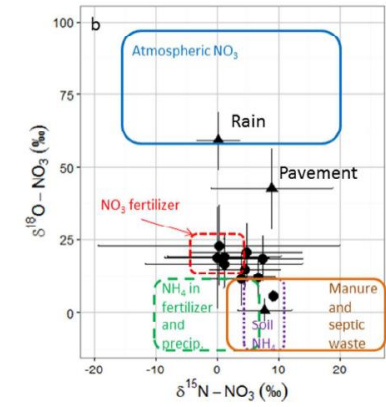 b
100
Atmospheric NO₃
75
Rain
δ¹⁸O – NO₃ (‰)
50
Pavement
NO₃ fertilizer
25
NH₄ in
fertilizer
and
precip.
Soil
NH₄
Manure
and
septic
waste
0
-20
-10
0
10
20
δ¹⁵N – NO₃ (‰)